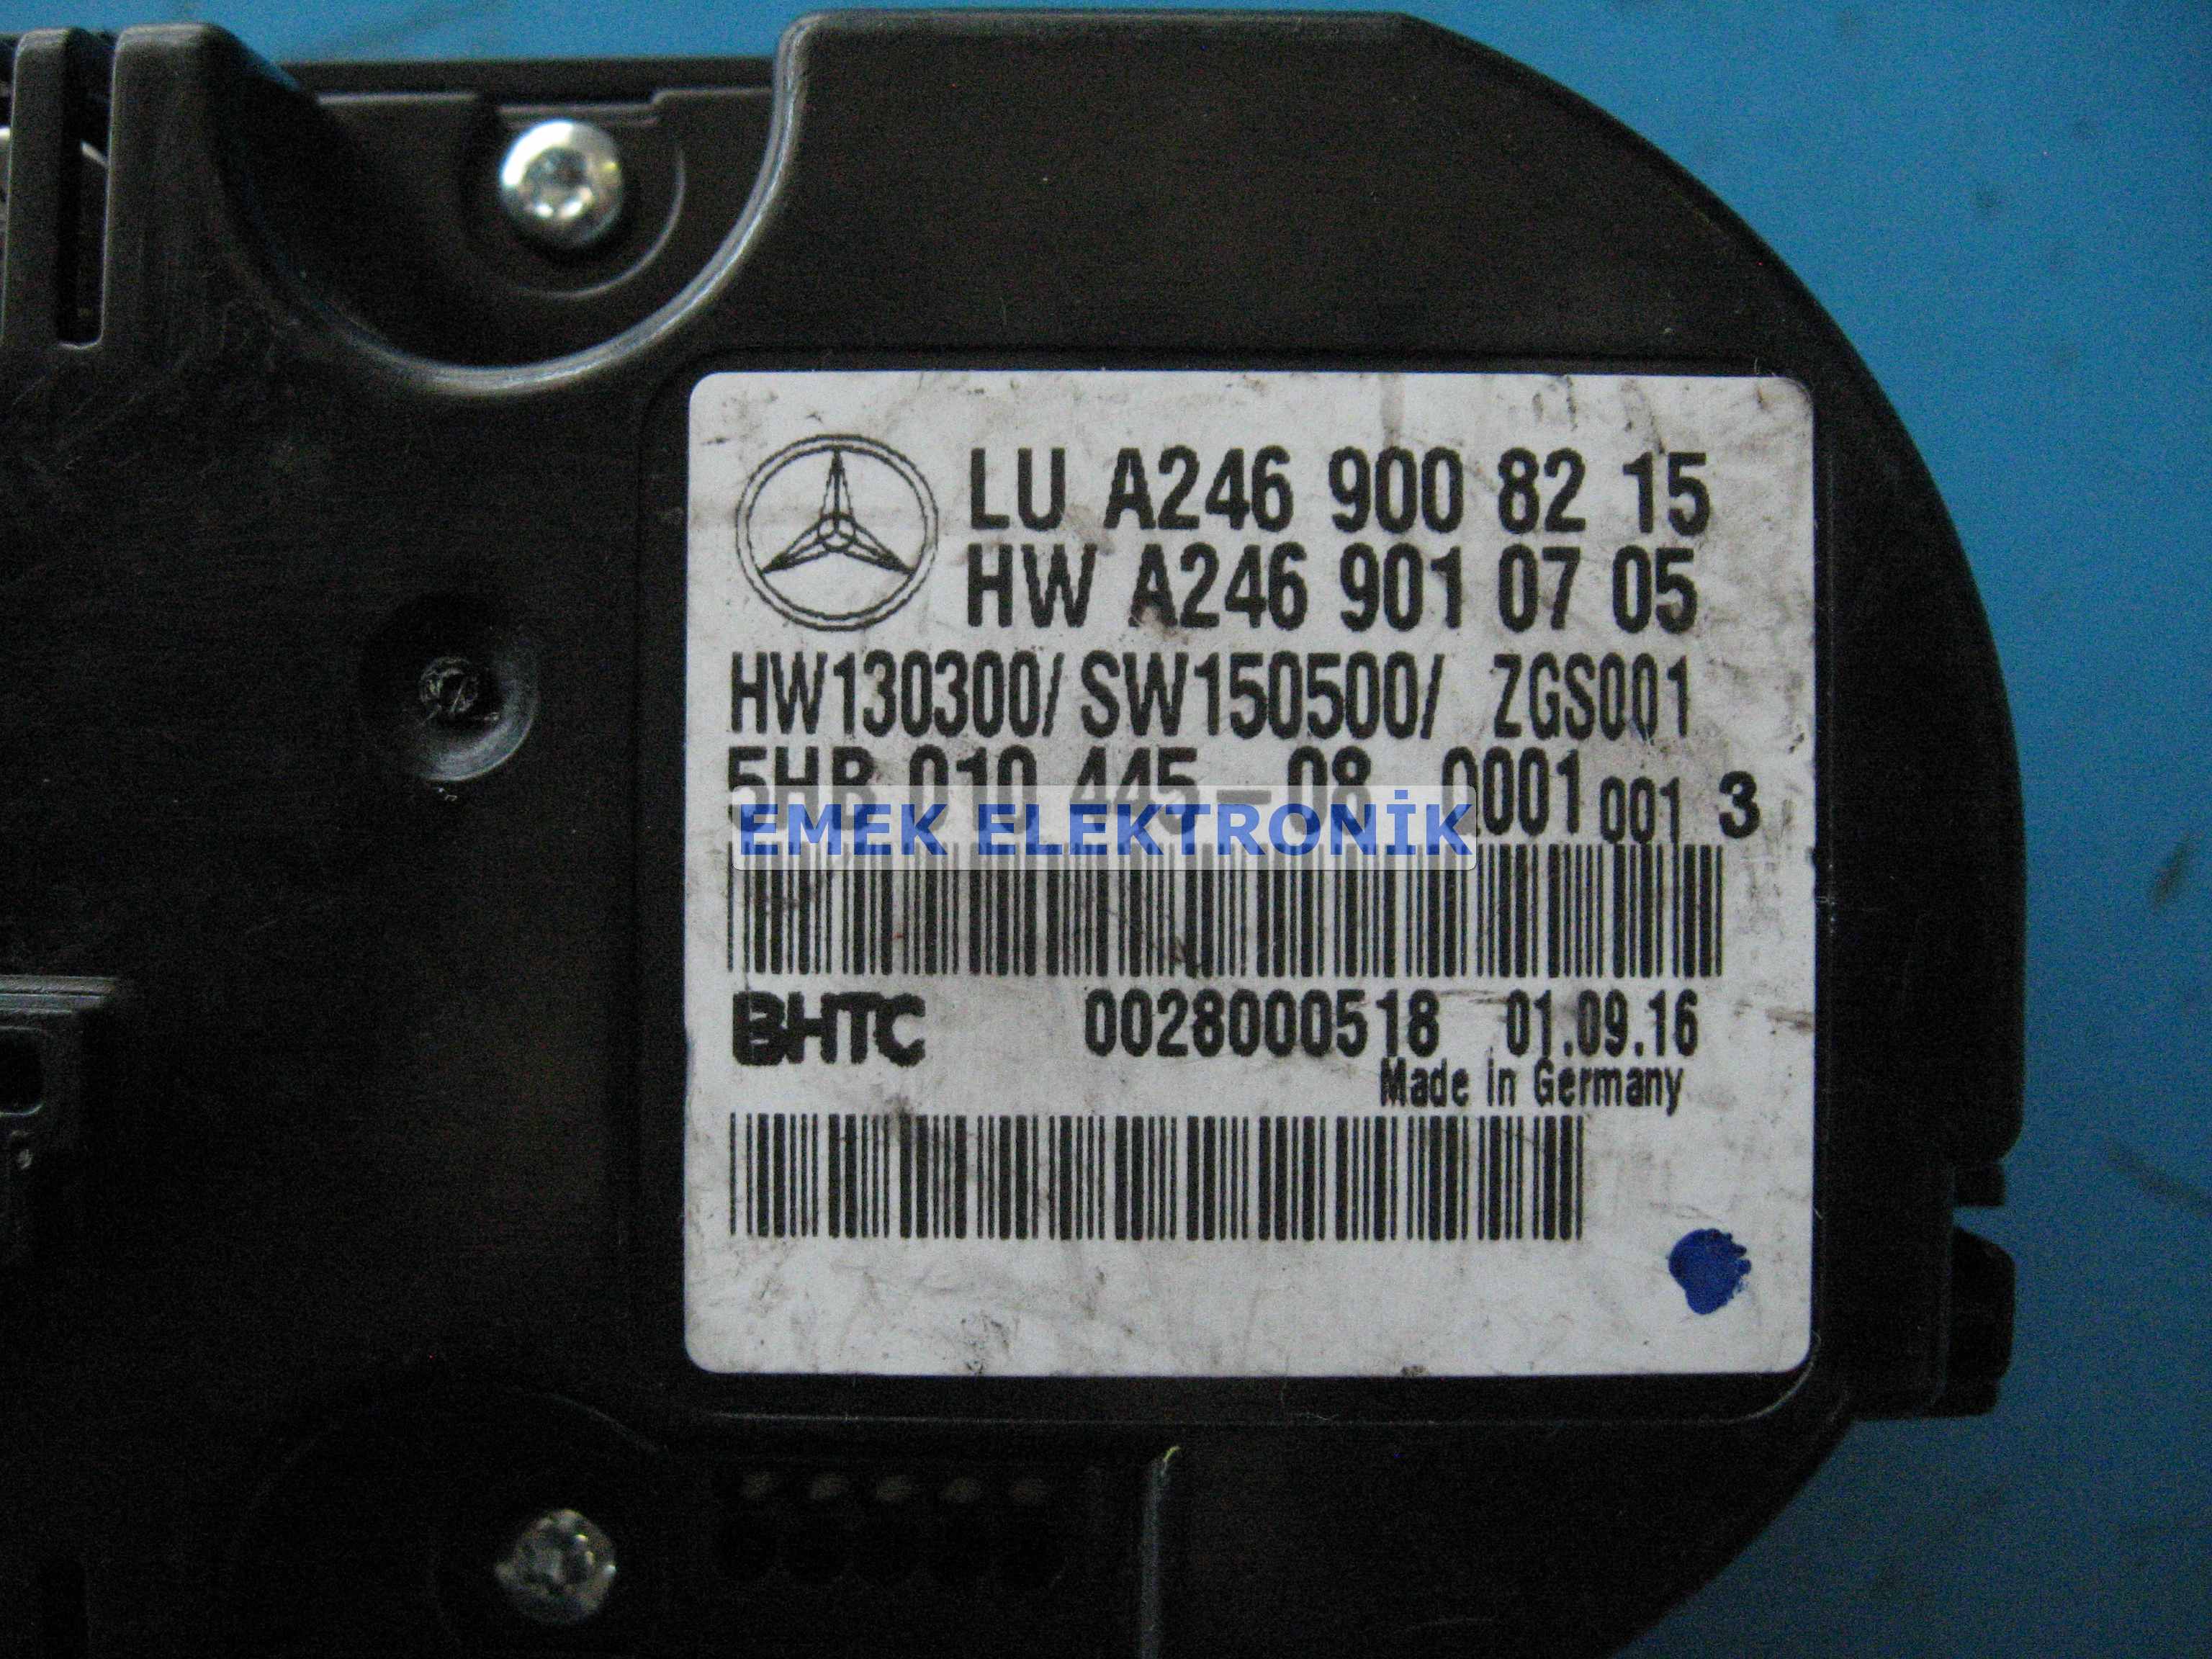 LU A246 900 82 15
HW A246 901 07 05
HW130300/ SW150500/ ZGS001
5HB 010 445-08 0001 001 3
EMEK ELEKTRONİK
BHTC 0028000518 01.09.16
Made in Germany